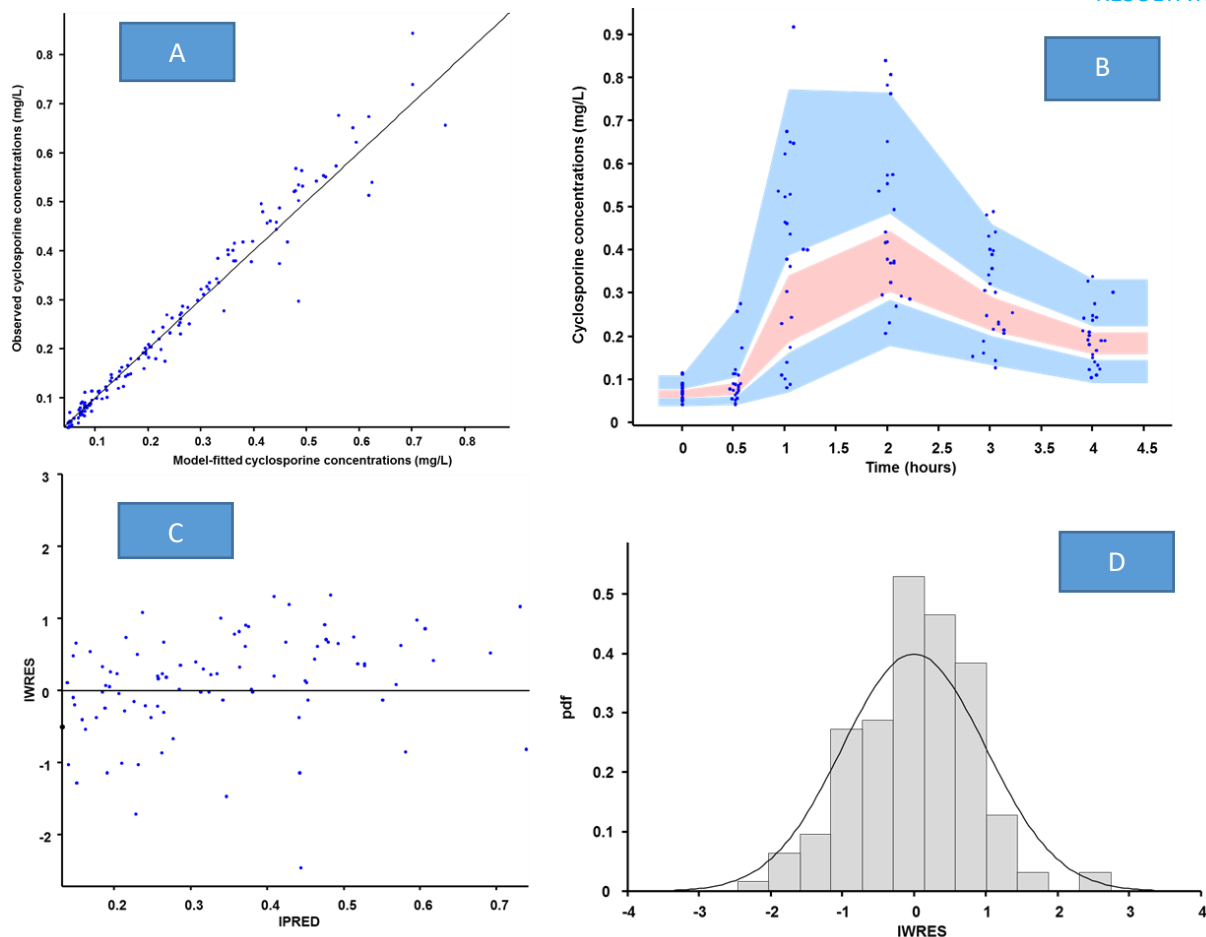 A
0.8
0.7
0.6
0.5
0.4
0.3
0.2
0.1
Observed cyclosporine concentrations (mg/L)
0.1 0.2 0.3 0.4 0.5 0.6 0.7 0.8
Model-fitted cyclosporine concentrations (mg/L)
B
0.9
0.8
0.7
0.6
0.5
0.4
0.3
0.2
0.1
0
Cyclosporine concentrations (mg/L)
0 0.5 1 1.5 2 2.5 3 3.5 4 4.5
Time (hours)
C
3
2
1
0
-1
-2
IWRES
0.2 0.3 0.4 0.5 0.6 0.7
IPRED
D
0.5
0.4
0.3
0.2
0.1
0
pdf
-4 -3 -2 -1 0 1 2 3 4
IWRES